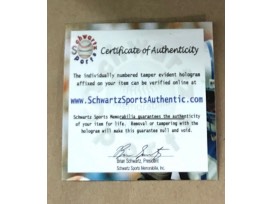 Schwartz Sports
Certificate of Authenticity
The individually numbered tamper evident hologram
affixed on your item can be verified online at
www.SchwartzSportsAuthentic.com
Schwartz Sports Memorabilia guarantees the authenticity
of your item for life. Removal or tampering with the
hologram will make this guarantee null and void.
Brian Schwartz, President
Schwartz Sports Memorabilia, Inc.